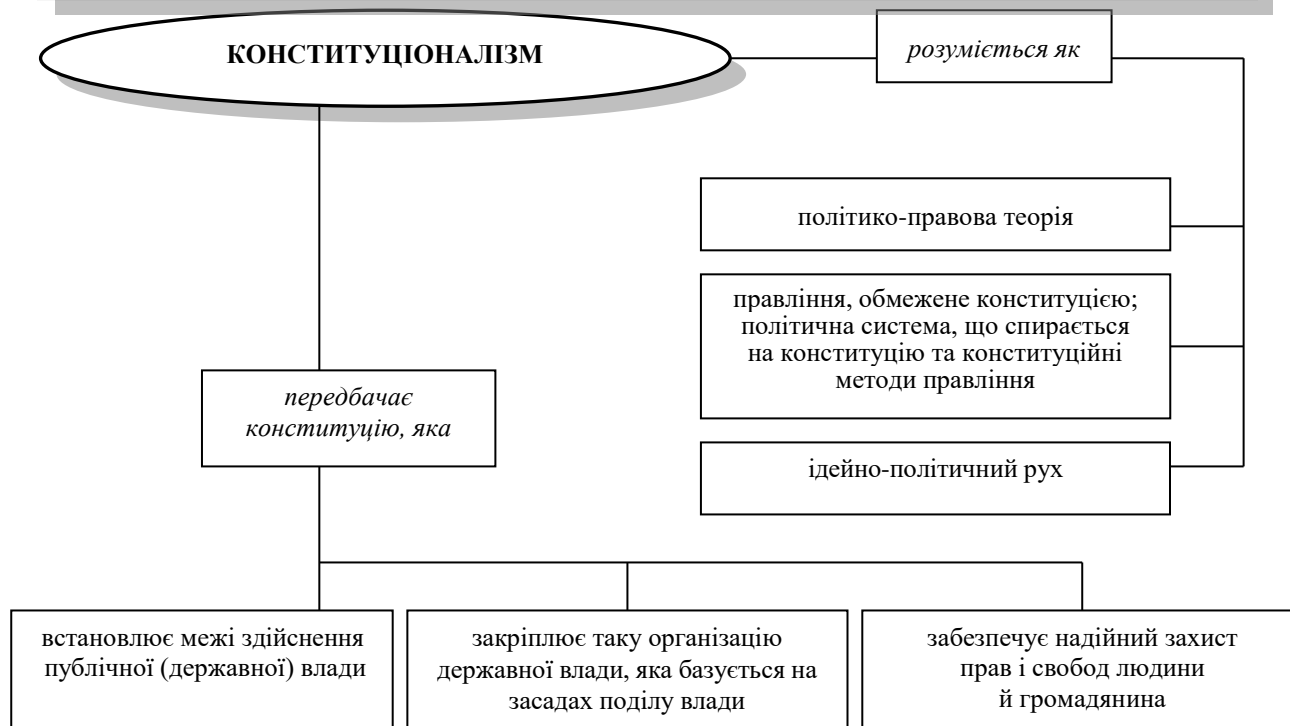 КОНСТИТУЦІОНАЛІЗМ
розуміється як
політико-правова теорія
правління, обмежене конституцією;
політична система, що спирається
на конституцію та конституційні
методи правління
ідейно-політичний рух
передбачає
конституцію, яка
встановлює межі здійснення
публічної (державної) влади
закріплює таку організацію
державної влади, яка базується на
засадах поділу влади
забезпечує надійний захист
прав і свобод людини
й громадянина